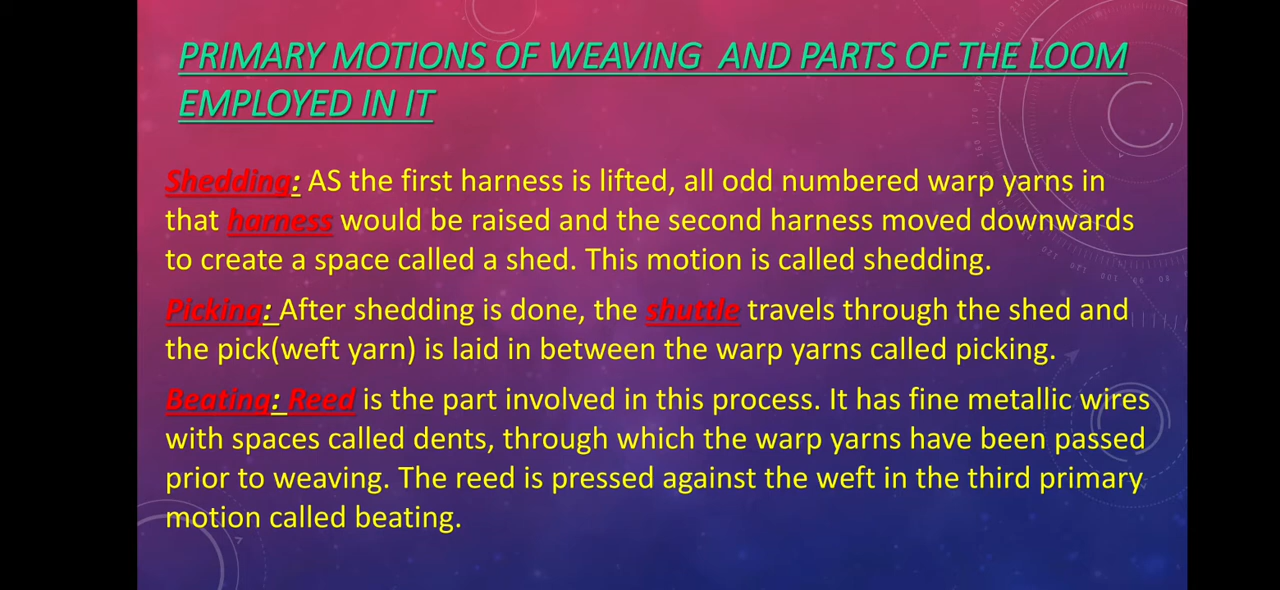 PRIMARY MOTIONS OF WEAVING AND PARTS OF THE LOOM
EMPLOYED IN IT
Shedding: AS the first harness is lifted, all odd numbered warp yarns in
that harness would be raised and the second harness moved downwards
to create a space called a shed. This motion is called shedding.
Picking: After shedding is done, the shuttle travels through the shed and
the pick(weft yarn) is laid in between the warp yarns called picking.
Beating: Reed is the part involved in this process. It has fine metallic wires
with spaces called dents, through which the warp yarns have been passed
prior to weaving. The reed is pressed against the weft in the third primary
motion called beating.